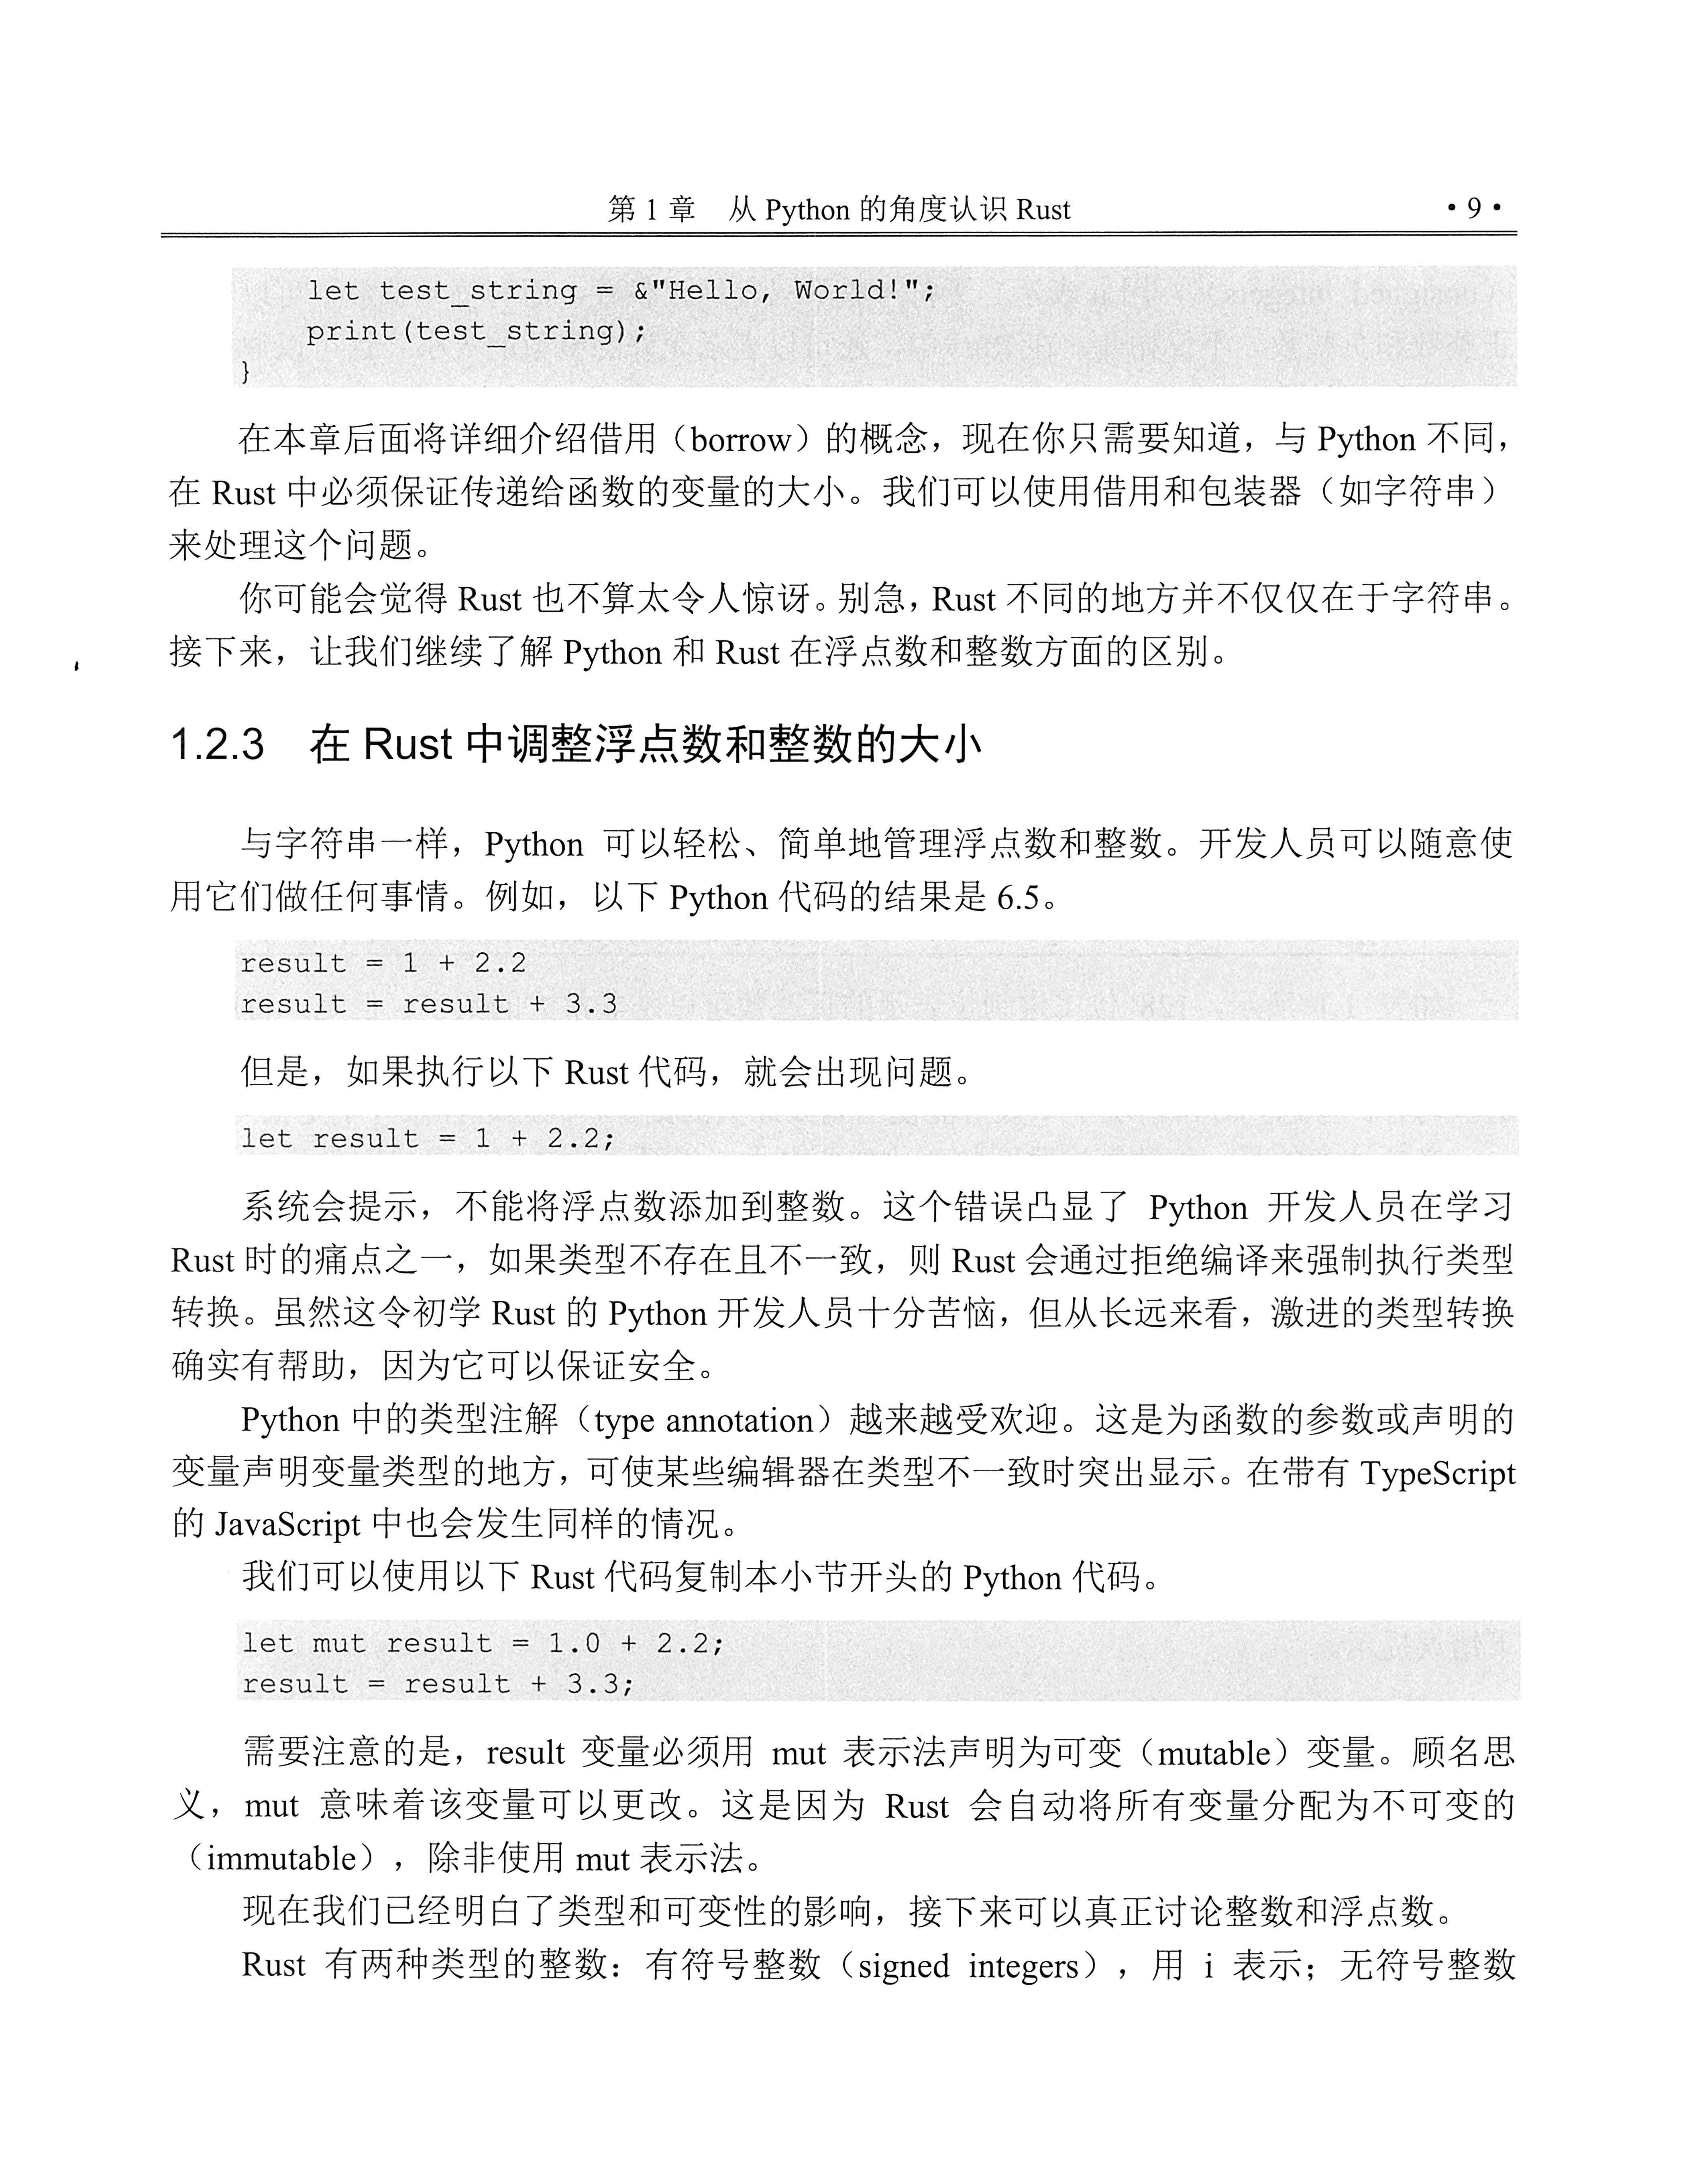 第 1 章　从 Python 的角度认识 Rust　• 9 •
    let test_string = &"Hello, World!";
    print(test_string);
}
在本章后面将详细介绍借用（borrow）的概念，现在你只需要知道，与 Python 不同，
在 Rust 中必须保证传递给函数的变量的大小。我们可以使用借用和包装器（如字符串）
来处理这个问题。
你可能会觉得 Rust 也不算太令人惊讶。别急，Rust 不同的地方并不仅仅在于字符串。
接下来，让我们继续了解 Python 和 Rust 在浮点数和整数方面的区别。
1.2.3　在 Rust 中调整浮点数和整数的大小
与字符串一样，Python 可以轻松、简单地管理浮点数和整数。开发人员可以随意使
用它们做任何事情。例如，以下 Python 代码的结果是 6.5。
result = 1 + 2.2
result = result + 3.3
但是，如果执行以下 Rust 代码，就会出现问题。
let result = 1 + 2.2;
系统会提示，不能将浮点数添加到整数。这个错误凸显了 Python 开发人员在学习
Rust 时的痛点之一，如果类型不存在且不一致，则 Rust 会通过拒绝编译来强制执行类型
转换。虽然这令初学 Rust 的 Python 开发人员十分苦恼，但从长远来看，激进的类型转换
确实有帮助，因为它可以保证安全。
Python 中的类型注解（type annotation）越来越受欢迎。这是为函数的参数或声明的
变量声明变量类型的地方，可使某些编辑器在类型不一致时突出显示。在带有 TypeScript
的 JavaScript 中也会发生同样的情况。
我们可以使用以下 Rust 代码复制本小节开头的 Python 代码。
let mut result = 1.0 + 2.2;
result = result + 3.3;
需要注意的是，result 变量必须用 mut 表示法声明为可变（mutable）变量。顾名思
义，mut 意味着该变量可以更改。这是因为 Rust 会自动将所有变量分配为不可变的
（immutable），除非使用 mut 表示法。
现在我们已经明白了类型和可变性的影响，接下来可以真正讨论整数和浮点数。
Rust 有两种类型的整数：有符号整数（signed integers），用 i 表示；无符号整数